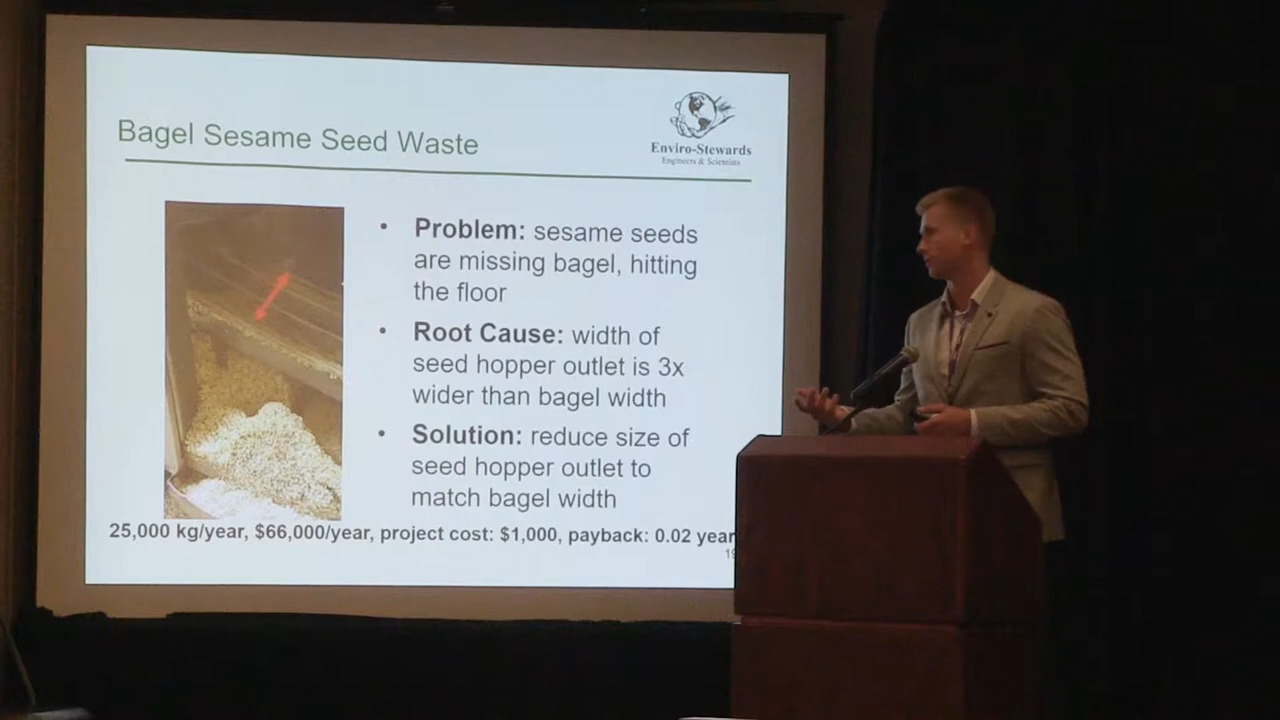 Bagel Sesame Seed Waste
Enviro-Stewards
Engineers & Scientists
• Problem: sesame seeds
are missing bagel, hitting
the floor
• Root Cause: width of
seed hopper outlet is 3x
wider than bagel width
• Solution: reduce size of
seed hopper outlet to
match bagel width
25,000 kg/year, $66,000/year, project cost: $1,000, payback: 0.02 year